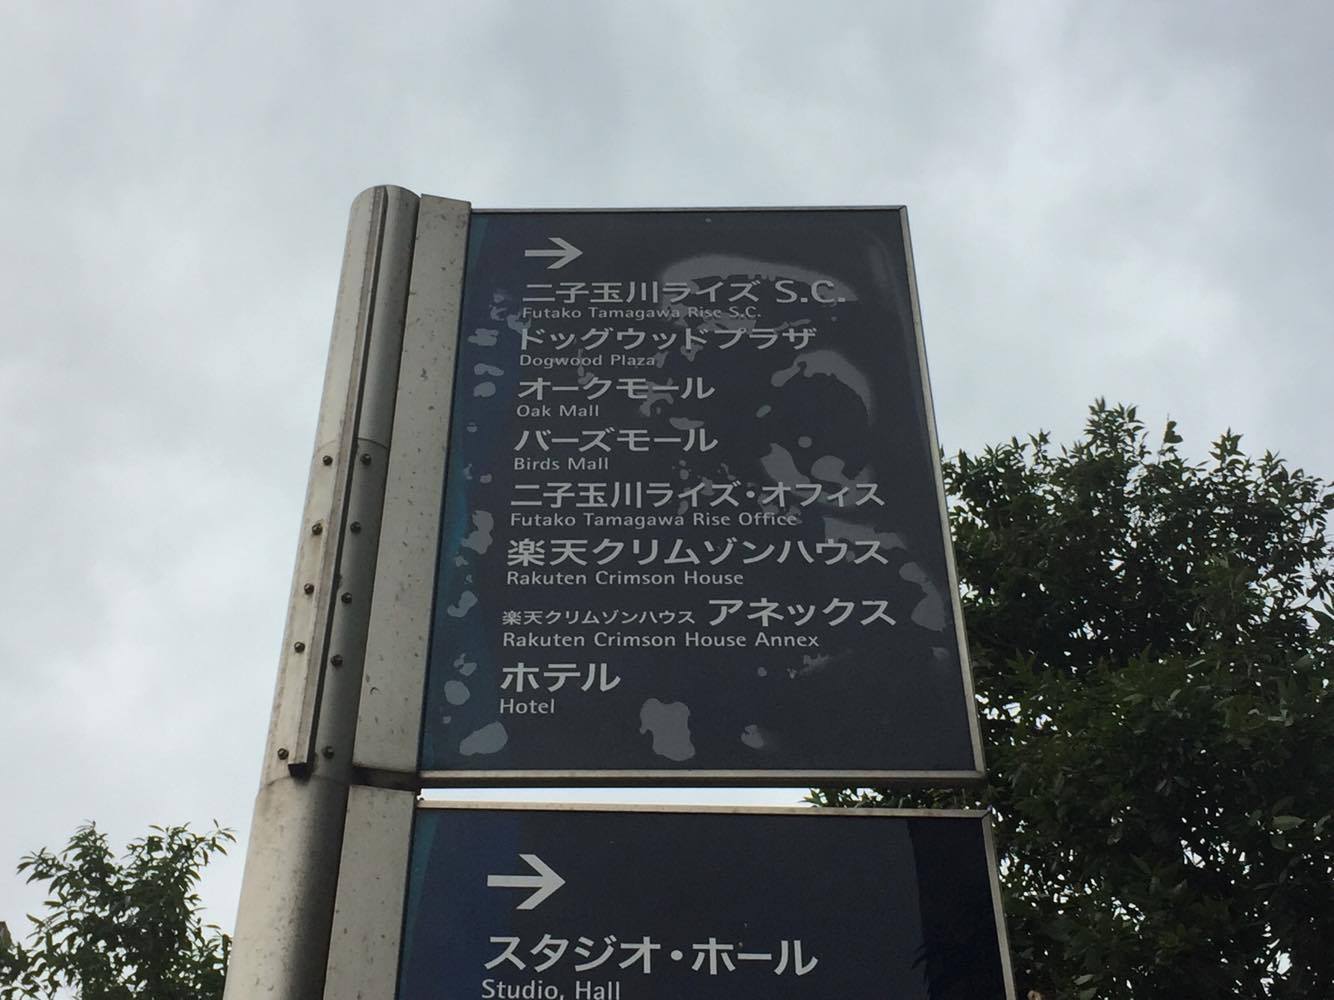 →
二子玉川ライズ S.C.
Futako Tamagawa Rise S.C.
ドッグウッドプラザ
Dogwood Plaza
オークモール
Oak Mall
バーズモール
Birds Mall
二子玉川ライズ・オフィス
Futako Tamagawa Rise Office
楽天クリムゾンハウス
Rakuten Crimson House
楽天クリムゾンハウス アネックス
Rakuten Crimson House Annex
ホテル
Hotel
→
スタジオ・ホール
Studio, Hall